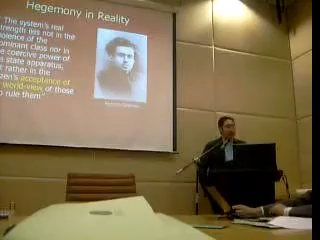 Hegemony in Reality
"The system's real
strength lies not in the
violence of the
dominant class nor in
the coercive power of
its state apparatus,
but rather in the
citizen's acceptance of
world-view of those
to rule them"